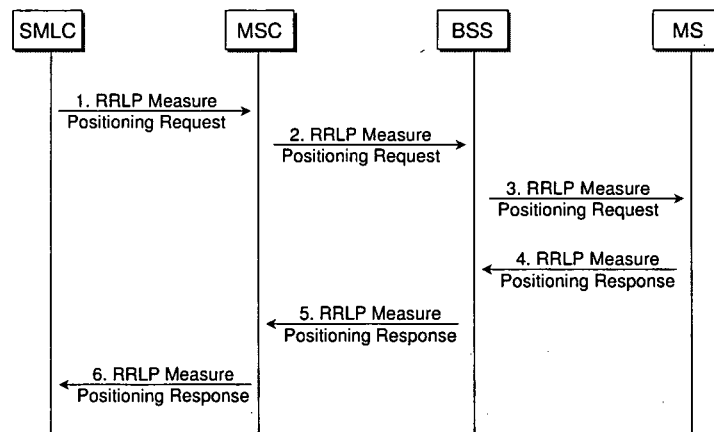 SMLC
MSC
BSS
MS
1. RRLP Measure
Positioning Request
2. RRLP Measure
Positioning Request
3. RRLP Measure
Positioning Request
4. RRLP Measure
Positioning Response
5. RRLP Measure
Positioning Response
6. RRLP Measure
Positioning Response